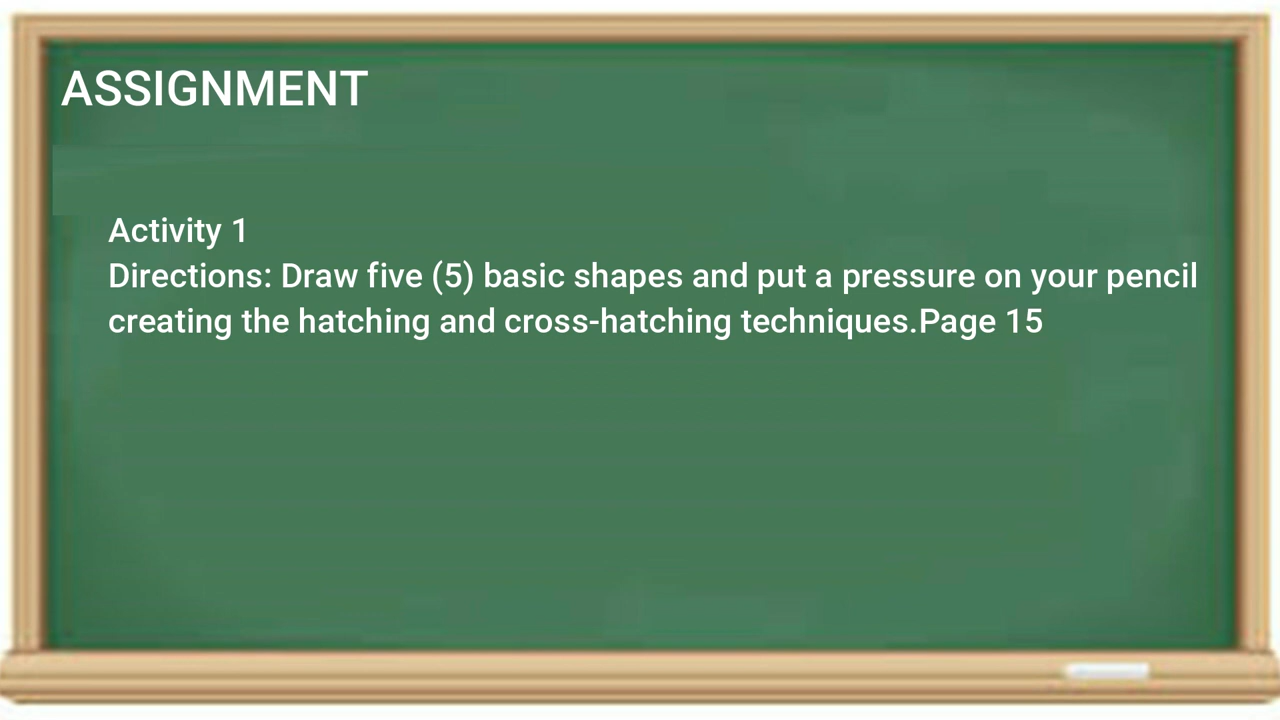 ASSIGNMENT
Activity 1
Directions: Draw five (5) basic shapes and put a pressure on your pencil
creating the hatching and cross-hatching techniques.Page 15